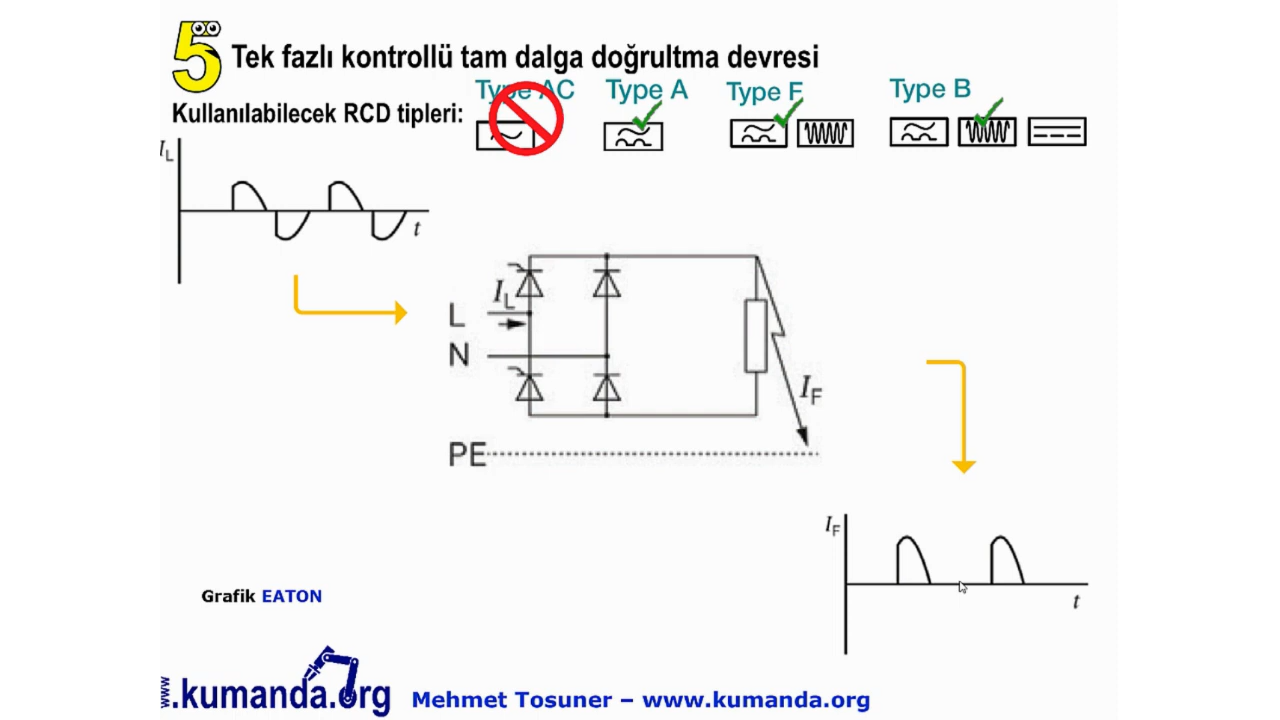 5 Tek fazlı kontrollü tam dalga doğrultma devresi
Kullanılabilecek RCD tipleri:
Type AC
Type A
Type F
Type B
IL
t
IL
L
N
IF
PE
IF
t
Grafik EATON
www.kumanda.org
Mehmet Tosuner – www.kumanda.org